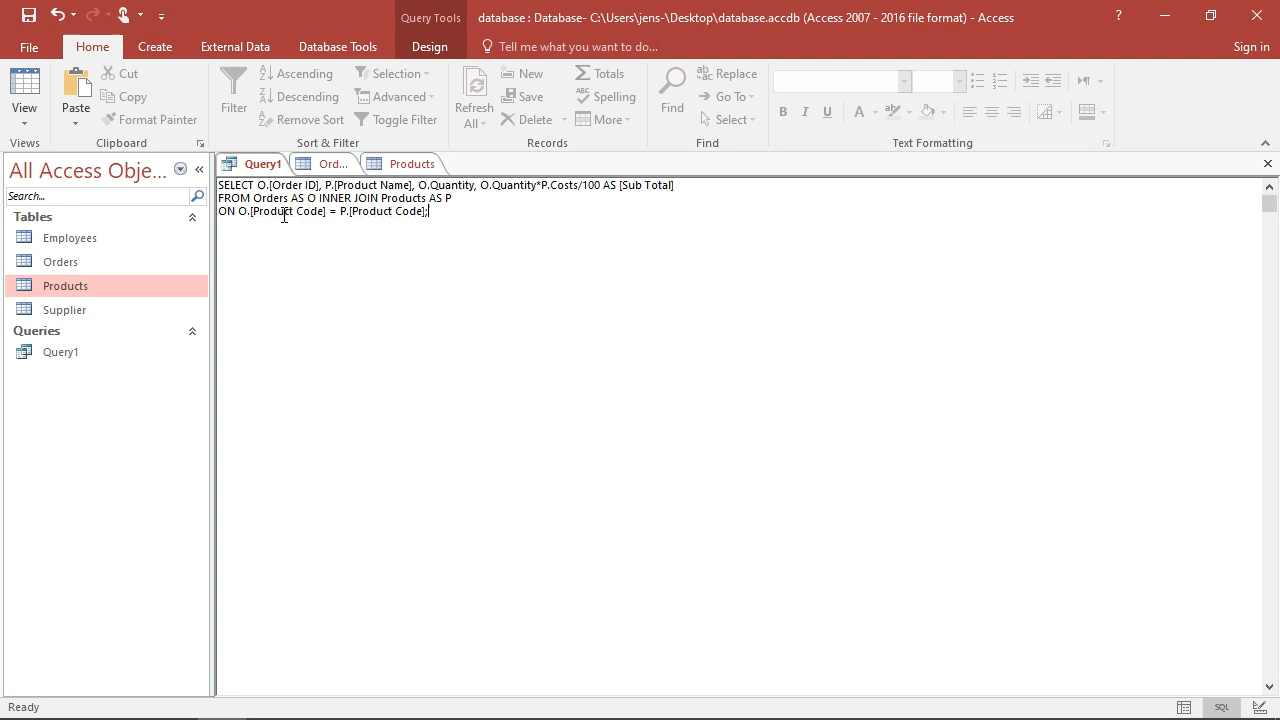 Query Tools
database : Database- C:\Users\jens-\Desktop\database.accdb (Access 2007 - 2016 file format) - Access
?
File
Home
Create
External Data
Database Tools
Design
Tell me what you want to do...
Sign in
View
Views
Paste
Cut
Copy
Format Painter
Clipboard
Filter
Ascending
Descending
Remove Sort
Selection
Advanced
Toggle Filter
Sort & Filter
Refresh
All
New
Save
Delete
Totals
Spelling
More
Records
Find
Replace
Go To
Select
Find
B I U
A
Text Formatting
All Access Obje...
Search...
Tables
Employees
Orders
Products
Supplier
Queries
Query1
Query1
Ord...
Products
SELECT O.[Order ID], P.[Product Name], O.Quantity, O.Quantity*P.Costs/100 AS [Sub Total]
FROM Orders AS O INNER JOIN Products AS P
ON O.[Product Code] = P.[Product Code];
Ready
SQL